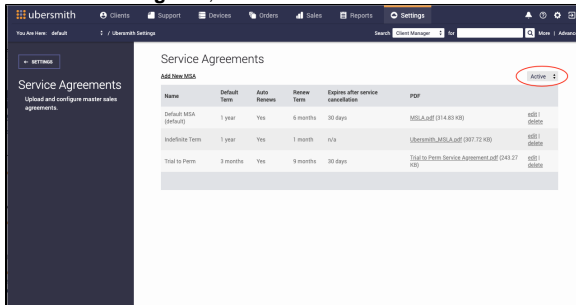 ubersmith
Clients
Support
Devices
Orders
Sales
Reports
Settings
You Are Here: default / Ubersmith Settings
Search Client Manager for
More | Advanc
← SETTINGS
Service Agreements
Upload and configure master sales
agreements.
Service Agreements
Add New MSA
Active
Name Default Term Auto Renews Renew Term Expires after service cancellation PDF
Default MSA (default) 1 year Yes 6 months 30 days MSLA.pdf (314.83 KB) edit | delete
Indefinite Term 1 year Yes 1 month n/a Ubersmith_MSLA.pdf (307.72 KB) edit | delete
Trial to Perm 3 months Yes 9 months 30 days Trial to Perm Service Agreement.pdf (243.27 KB) edit | delete